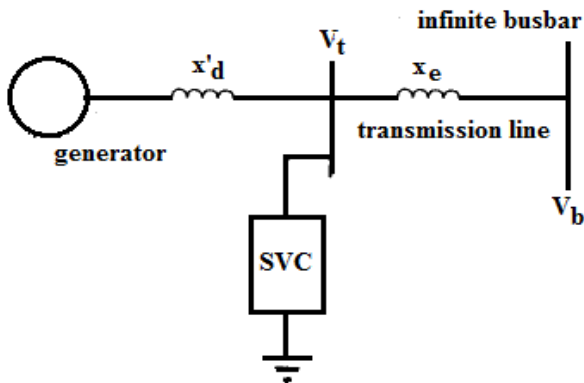 infinite busbar
V_t
x'_d
x_e
generator
transmission line
V_b
SVC